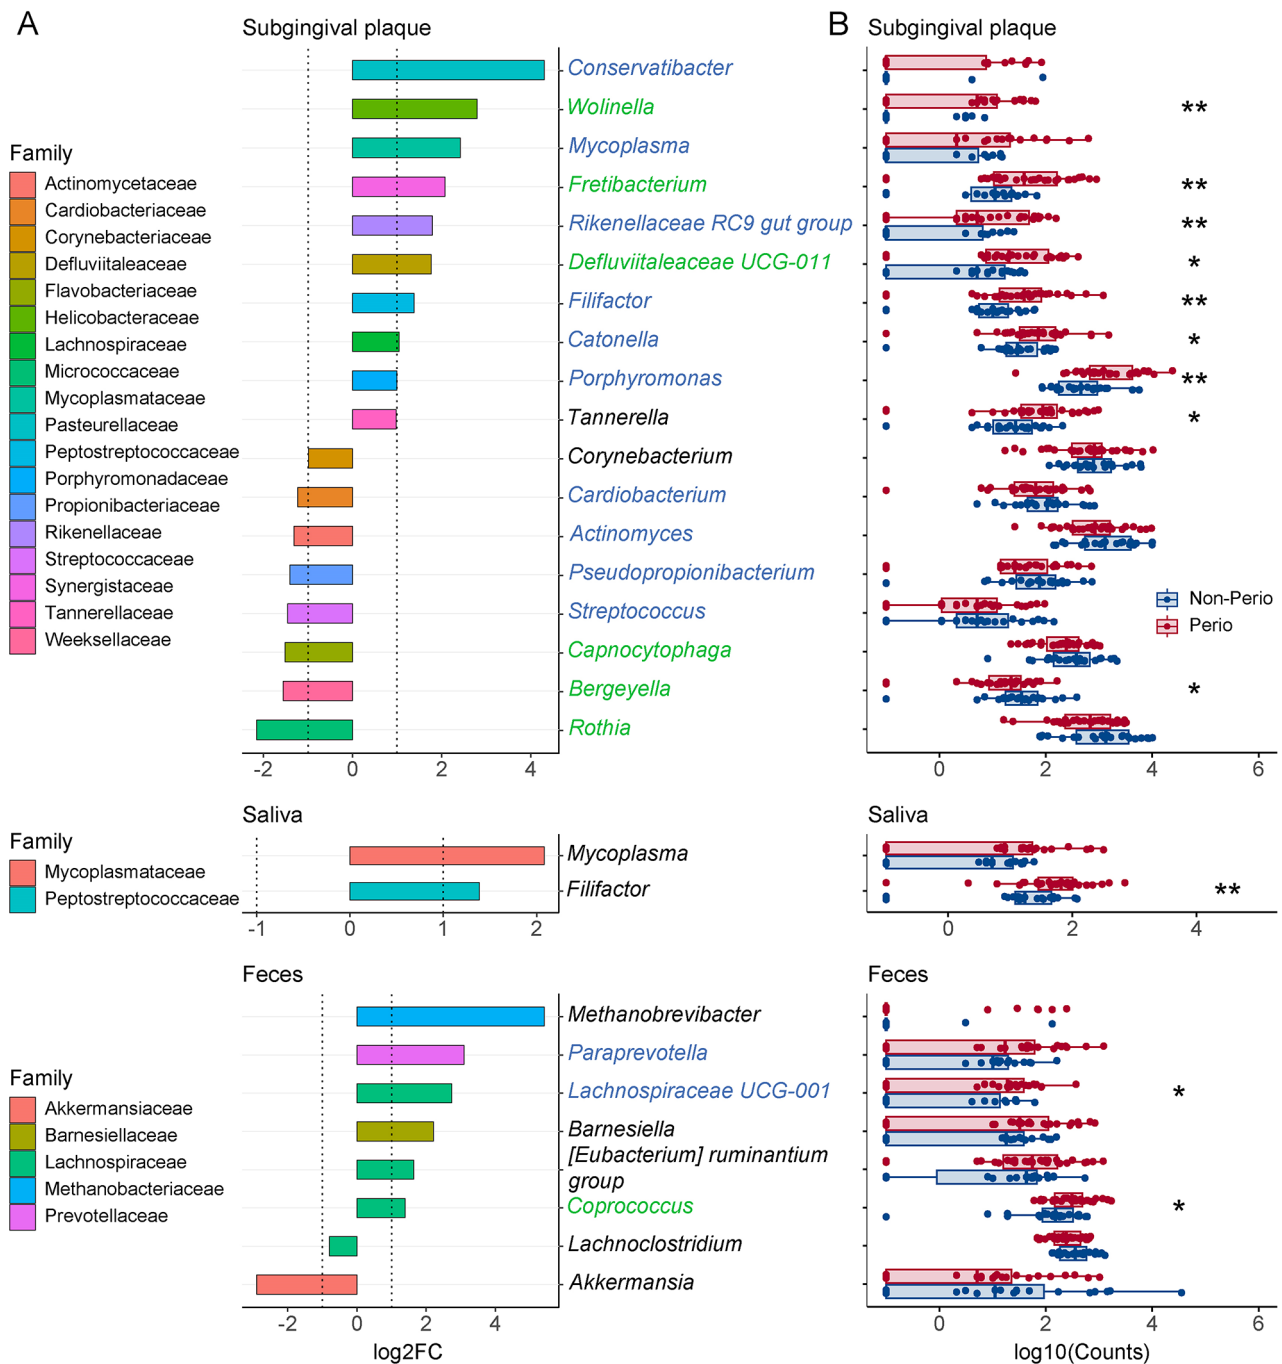 A
B
Subgingival plaque
Subgingival plaque
Family
Actinomycetaceae
Cardiobacteriaceae
Corynebacteriaceae
Defluviitaleaceae
Flavobacteriaceae
Helicobacteraceae
Lachnospiraceae
Micrococcaceae
Mycoplasmataceae
Pasteurellaceae
Peptostreptococcaceae
Porphyromonadaceae
Propionibacteriaceae
Rikenellaceae
Streptococcaceae
Synergistaceae
Tannerellaceae
Weeksellaceae
Conservatibacter
Wolinella
Mycoplasma
Fretibacterium
Rikenellaceae RC9 gut group
Defluviitaleaceae UCG-011
Filifactor
Catonella
Porphyromonas
Tannerella
Corynebacterium
Cardiobacterium
Actinomyces
Pseudopropionibacterium
Streptococcus
Capnocytophaga
Bergeyella
Rothia
-2 0 2 4
**
**
**
*
**
*
**
*
*
Non-Perio
Perio
0 2 4 6
Saliva
Saliva
Family
Mycoplasmataceae
Peptostreptococcaceae
Mycoplasma
Filifactor
-1 0 1 2
**
0 2 4
Feces
Feces
Family
Akkermansiaceae
Barnesiellaceae
Lachnospiraceae
Methanobacteriaceae
Prevotellaceae
Methanobrevibacter
Paraprevotella
Lachnospiraceae UCG-001
Barnesiella
[Eubacterium] ruminantium
group
Coprococcus
Lachnoclostridium
Akkermansia
-2 0 2 4
log2FC
*
*
0 2 4 6
log10(Counts)